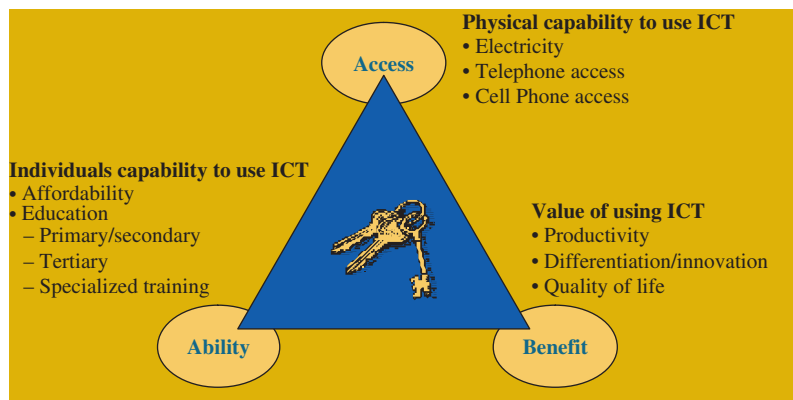 Access
Physical capability to use ICT
• Electricity
• Telephone access
• Cell Phone access
Individuals capability to use ICT
• Affordability
• Education
– Primary/secondary
– Tertiary
– Specialized training
Value of using ICT
• Productivity
• Differentiation/innovation
• Quality of life
Ability
Benefit